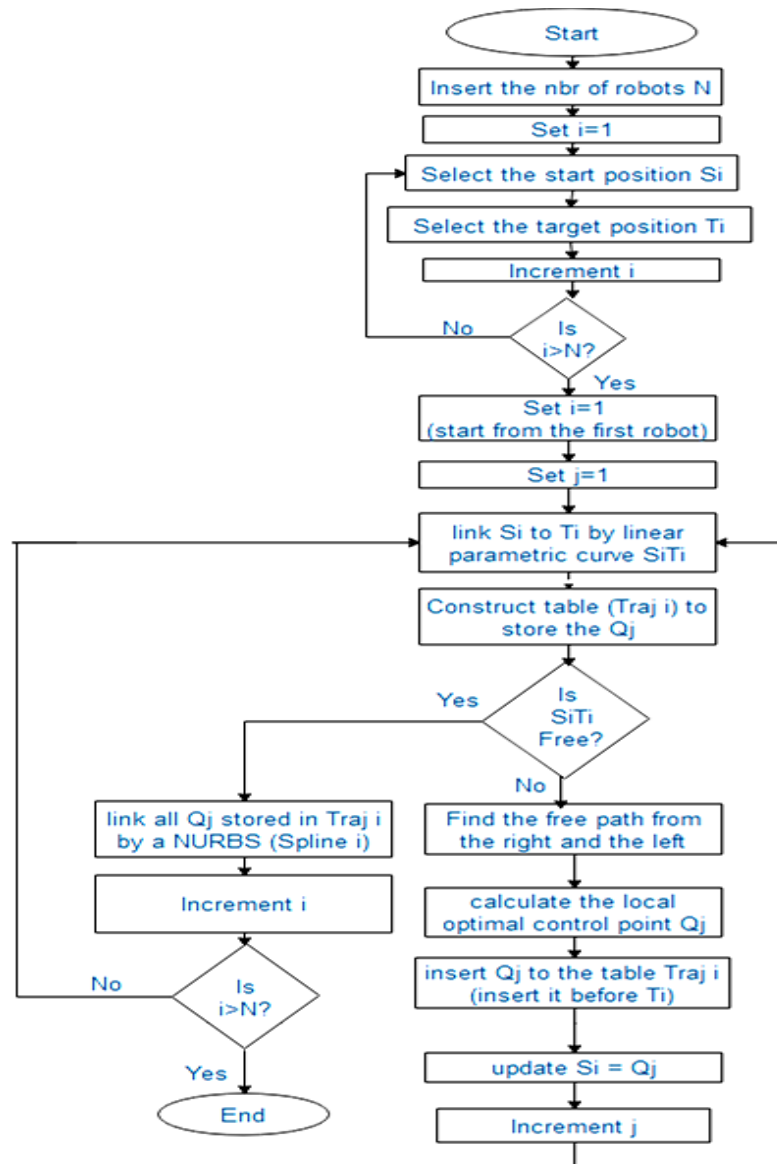 Start
Insert the nbr of robots N
Set i=1
Select the start position Si
Select the target position Ti
Increment i
Is
i>N?
No
Yes
Set i=1
(start from the first robot)
Set j=1
link Si to Ti by linear
parametric curve SiTi
Construct table (Traj i) to
store the Qj
Is
SiTi
Free?
Yes
No
link all Qj stored in Traj i
by a NURBS (Spline i)
Increment i
Is
i>N?
No
Yes
End
Find the free path from
the right and the left
calculate the local
optimal control point Qj
insert Qj to the table Traj i
(insert it before Ti)
update Si = Qj
Increment j